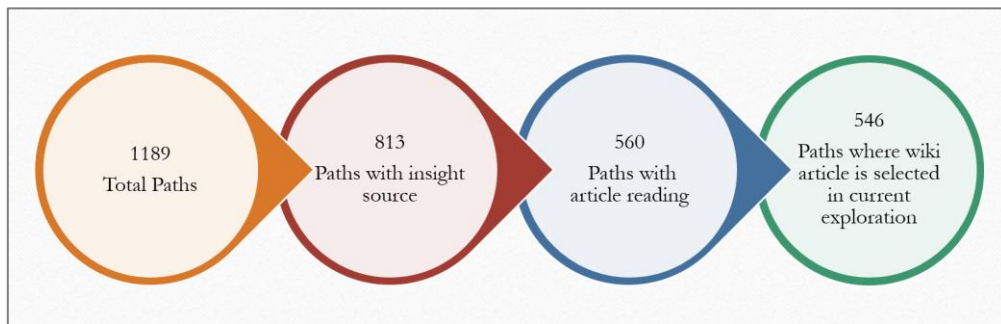 1189
Total Paths
813
Paths with insight
source
560
Paths with
article reading
546
Paths where wiki
article is selected
in current
exploration